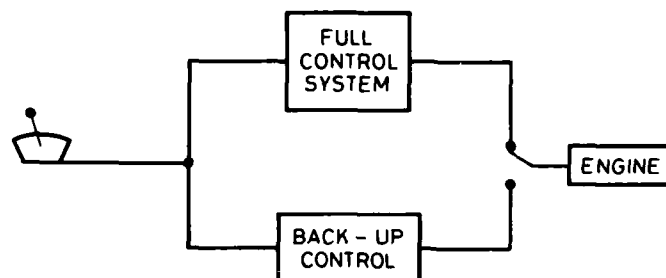 FULL
CONTROL
SYSTEM
ENGINE
BACK - UP
CONTROL